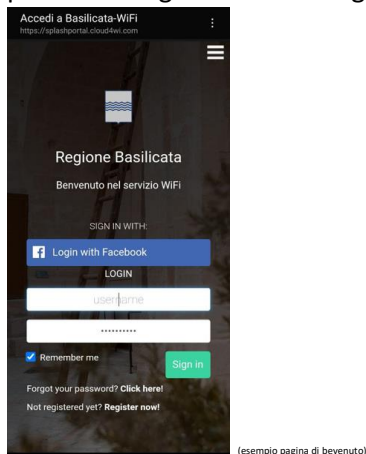 Accedi a Basilicata-WiFi
https://splashportal.cloud4wi.com
Regione Basilicata
Benvenuto nel servizio WiFi
SIGN IN WITH:
Login with Facebook
LOGIN
username
Remember me
Sign in
Forgot your password? Click here!
Not registered yet? Register now!
(esempio pagina di bevenuto)